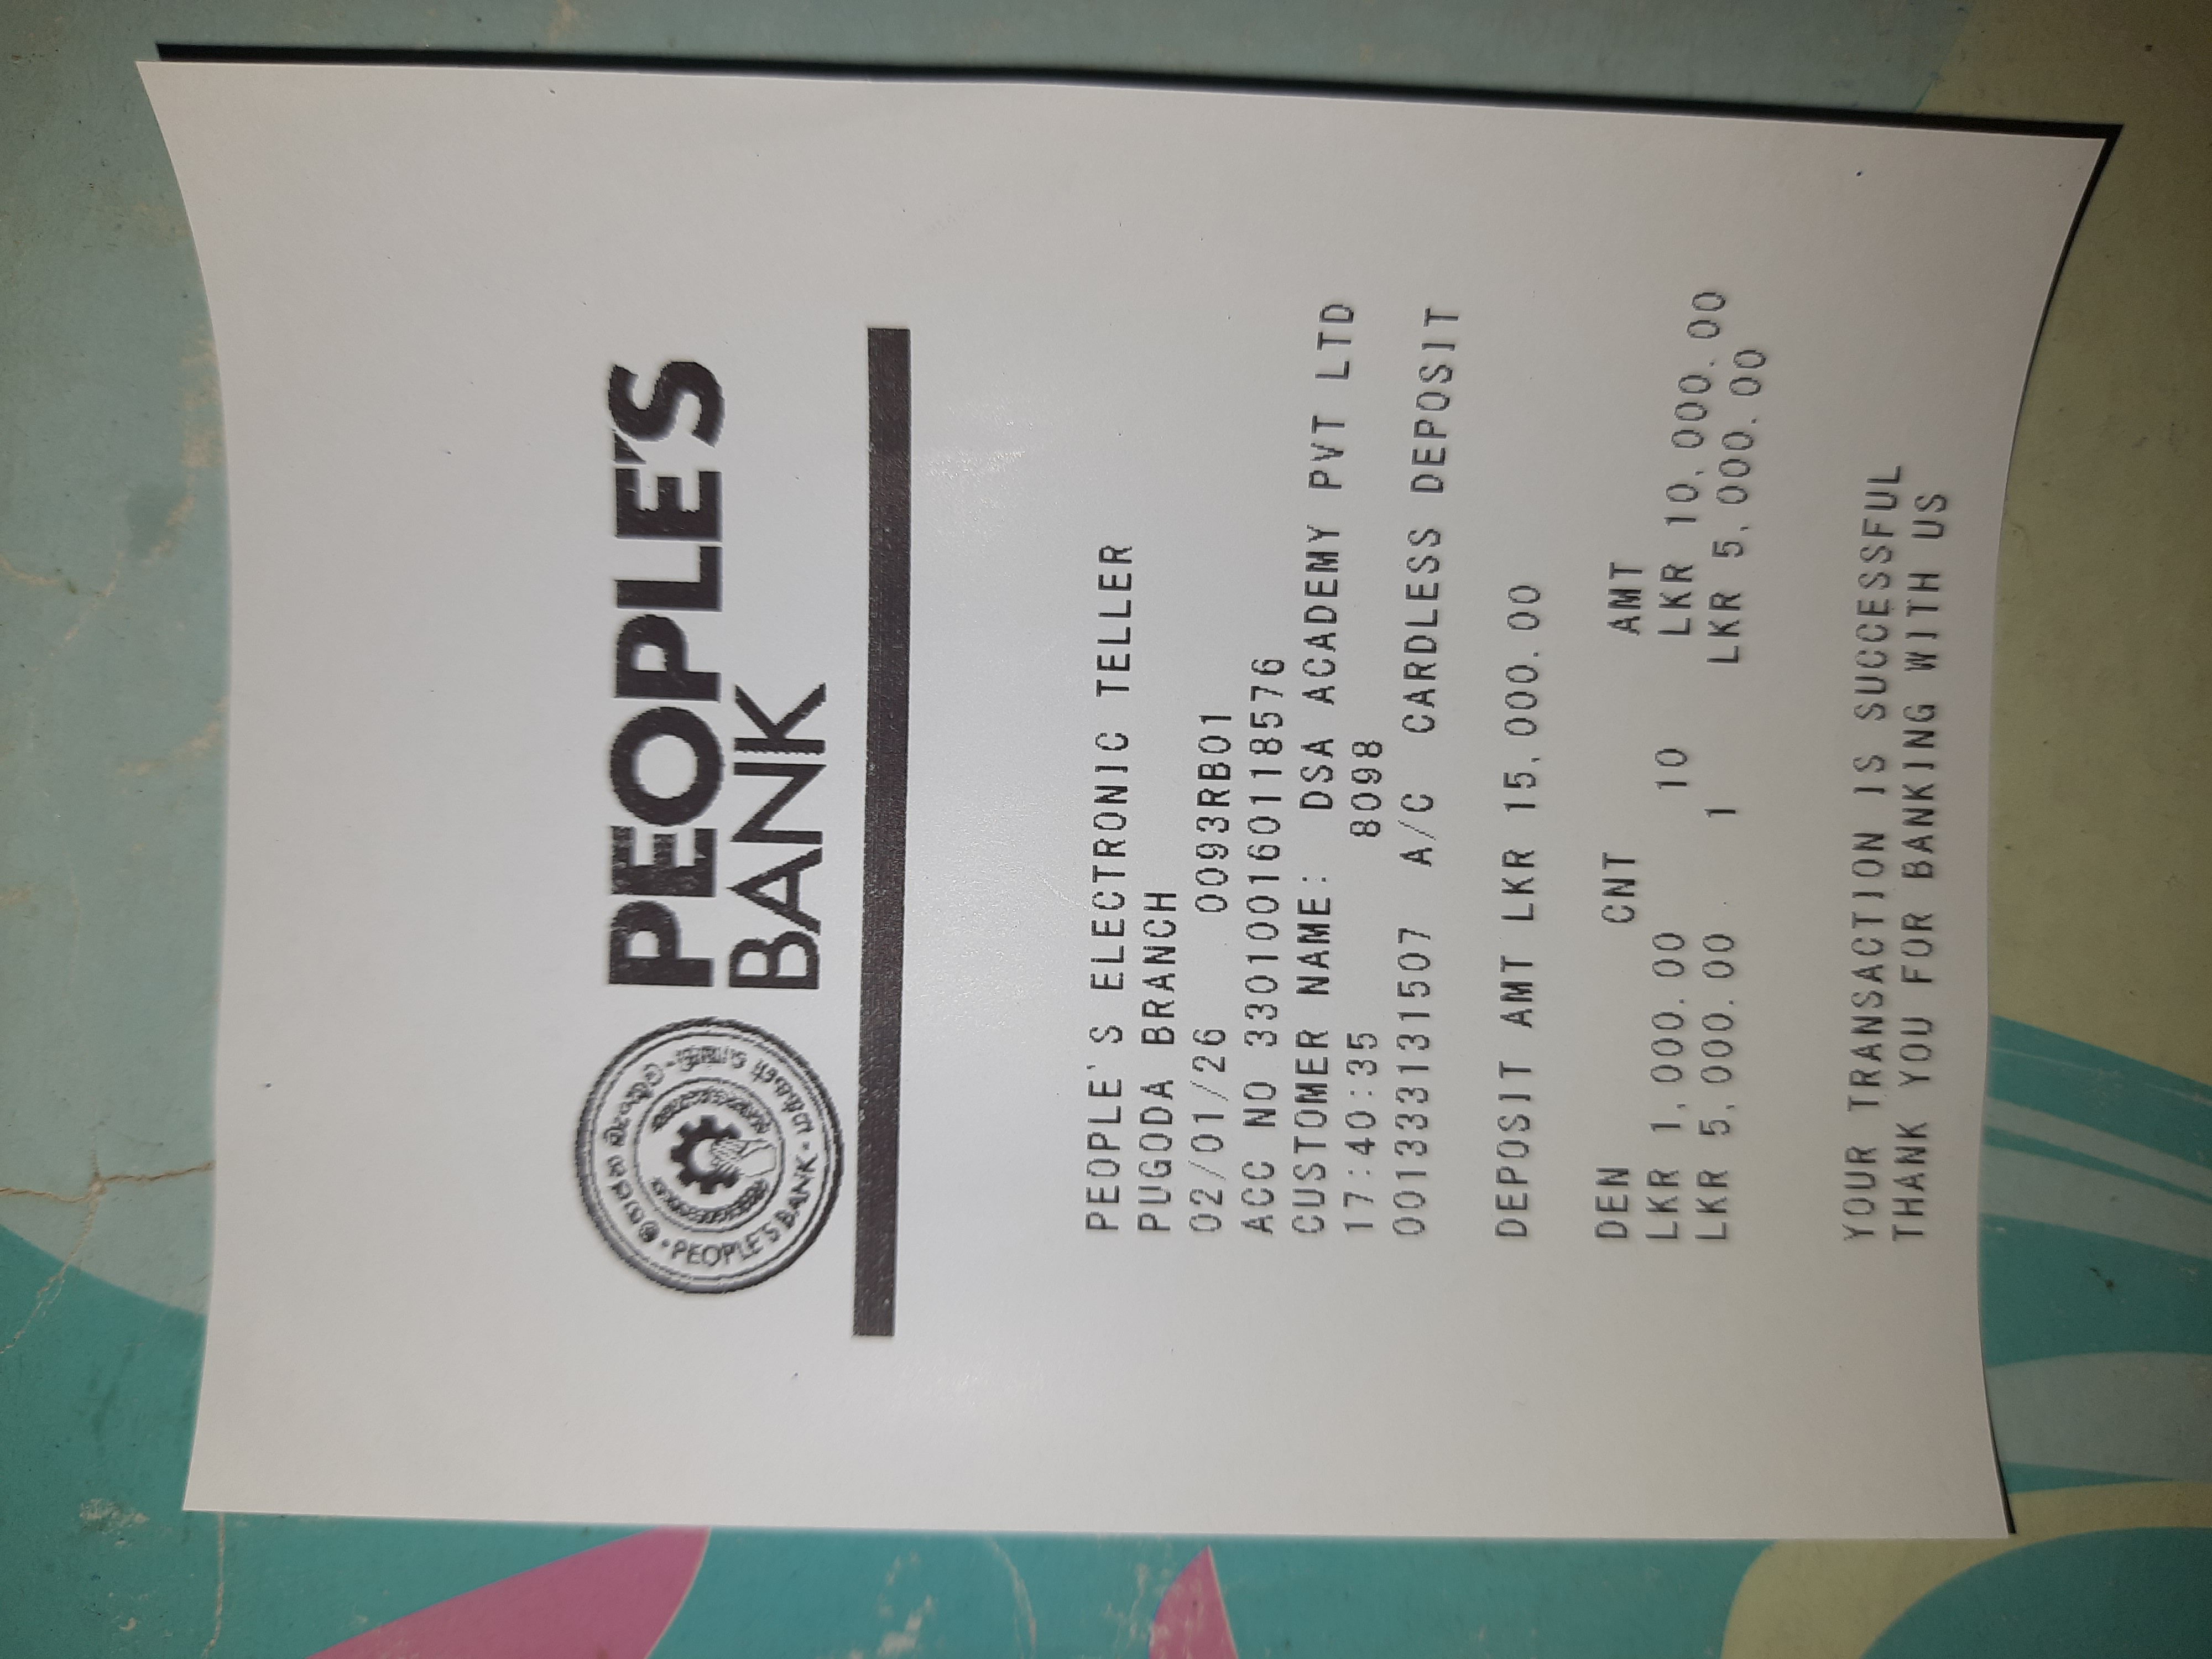 PEOPLE'S
BANK
PEOPLE'S BANK
PEOPLE'S ELECTRONIC TELLER
PUGODA BRANCH
02/01/26 0093RB01
ACC NO 330100160118576
CUSTOMER NAME: DSA ACADEMY PVT LTD
17:40:35 8098
001333131507 A/C CARDLESS DEPOSIT
DEPOSIT AMT LKR 15,000.00
DEN CNT AMT
LKR 1,000.00 10 LKR 10,000.00
LKR 5,000.00 1 LKR 5,000.00
YOUR TRANSACTION IS SUCCESSFUL
THANK YOU FOR BANKING WITH US